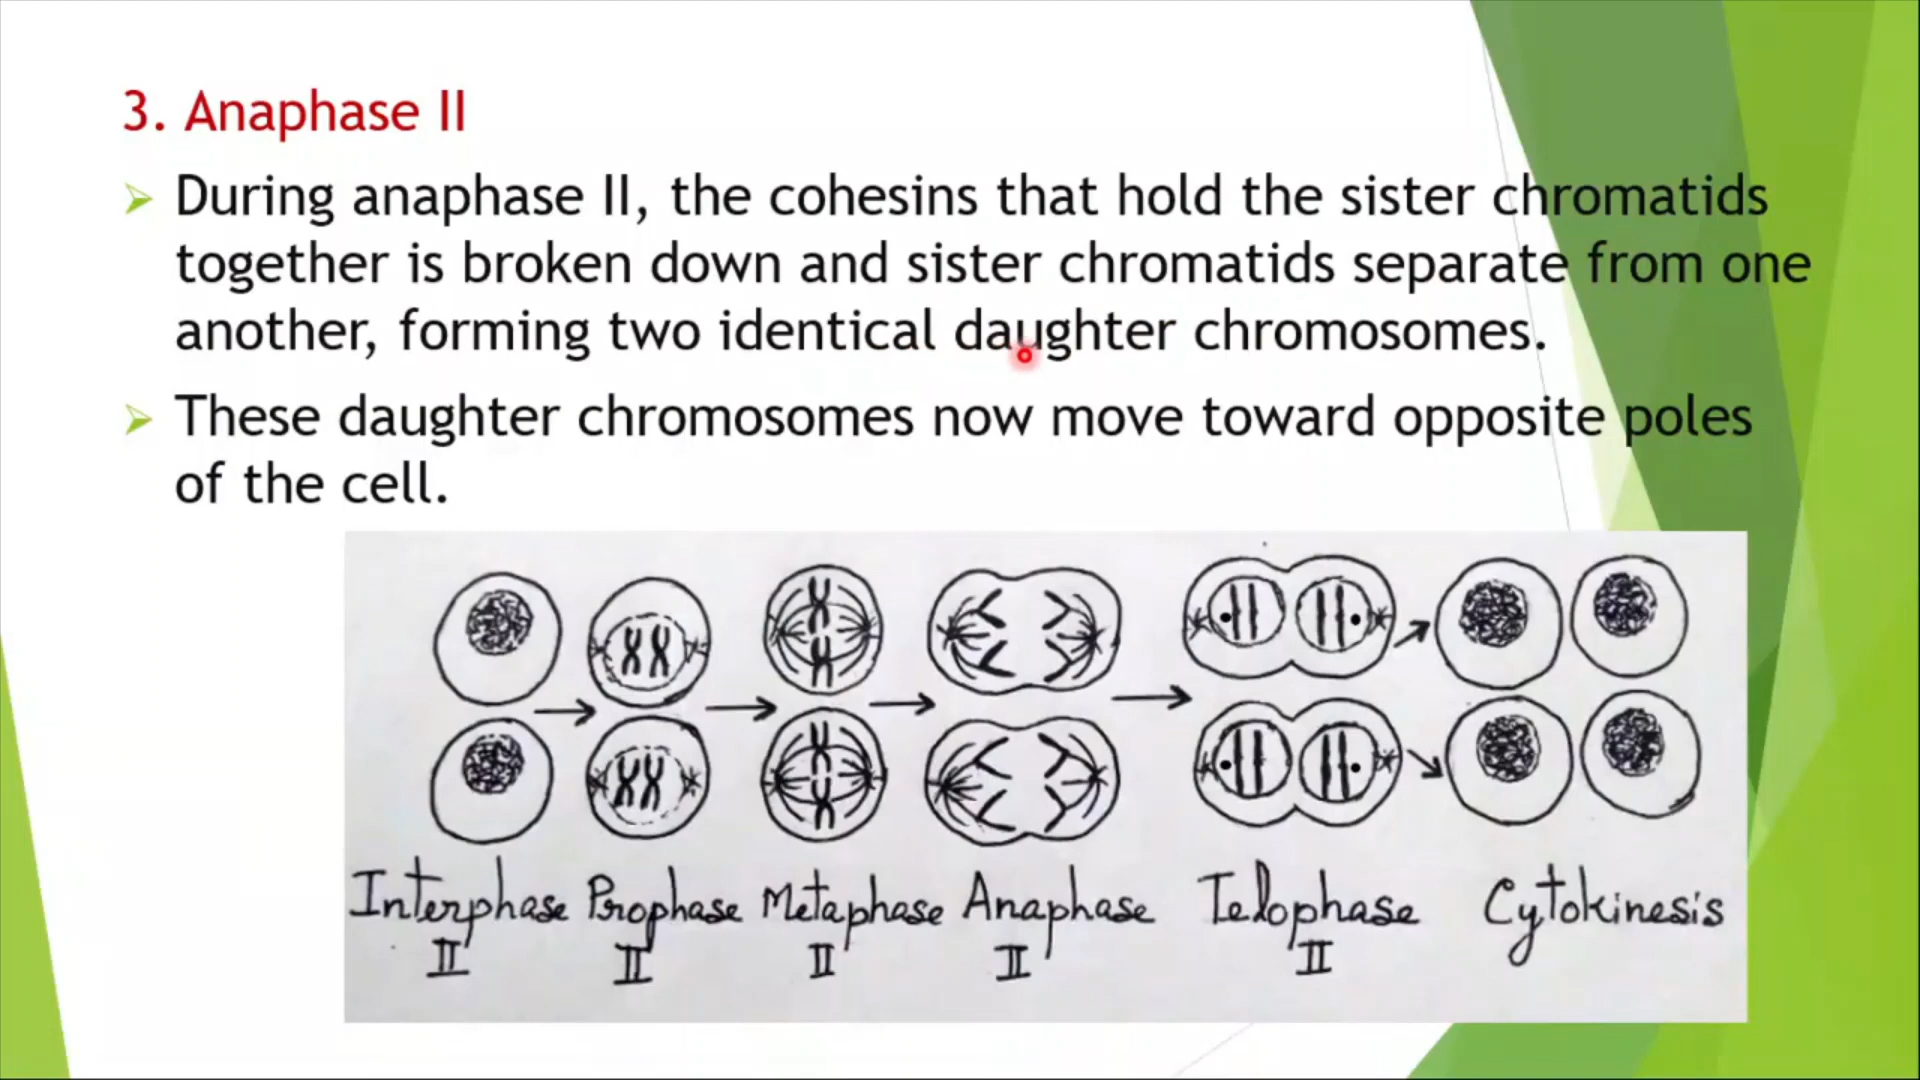 3. Anaphase II
During anaphase II, the cohesins that hold the sister chromatids
together is broken down and sister chromatids separate from one
another, forming two identical daughter chromosomes.
These daughter chromosomes now move toward opposite poles
of the cell.
Interphase Prophase Metaphase Anaphase Telophase Cytokinesis
II II II II II